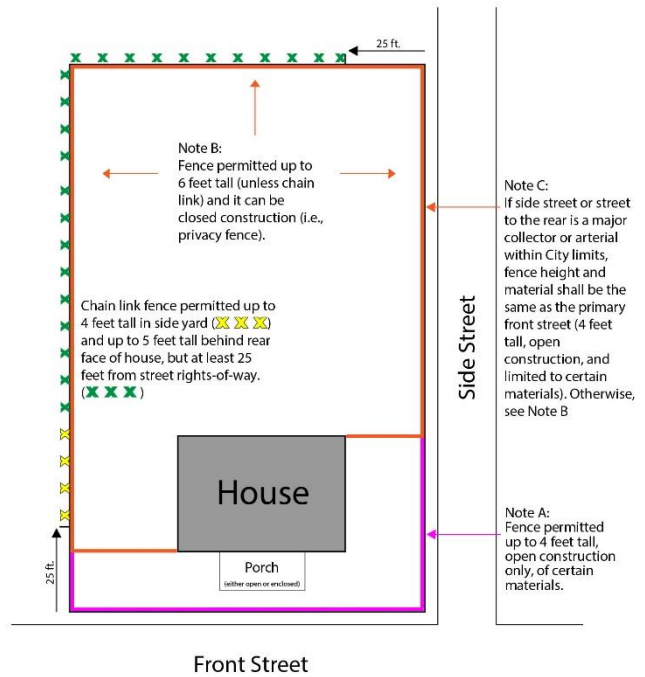 25 ft.
Note B:
Fence permitted up to
6 feet tall (unless chain
link) and it can be
closed construction (i.e.,
privacy fence).
Note C:
If side street or street
to the rear is a major
collector or arterial
within City limits,
fence height and
material shall be the
same as the primary
front street (4 feet
tall, open
construction, and
limited to certain
materials). Otherwise,
see Note B
Chain link fence permitted up to
4 feet tall in side yard (X X X)
and up to 5 feet tall behind rear
face of house, but at least 25
feet from street rights-of-way.
(X X X)
Side Street
House
Note A:
Fence permitted
up to 4 feet tall,
open construction
only, of certain
materials.
Porch
(either open or enclosed)
25 ft.
Front Street